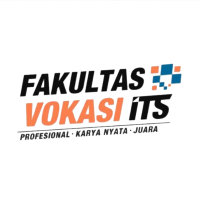 FAKULTAS
VOKASI iTS
PROFESIONAL · KARYA NYATA · JUARA